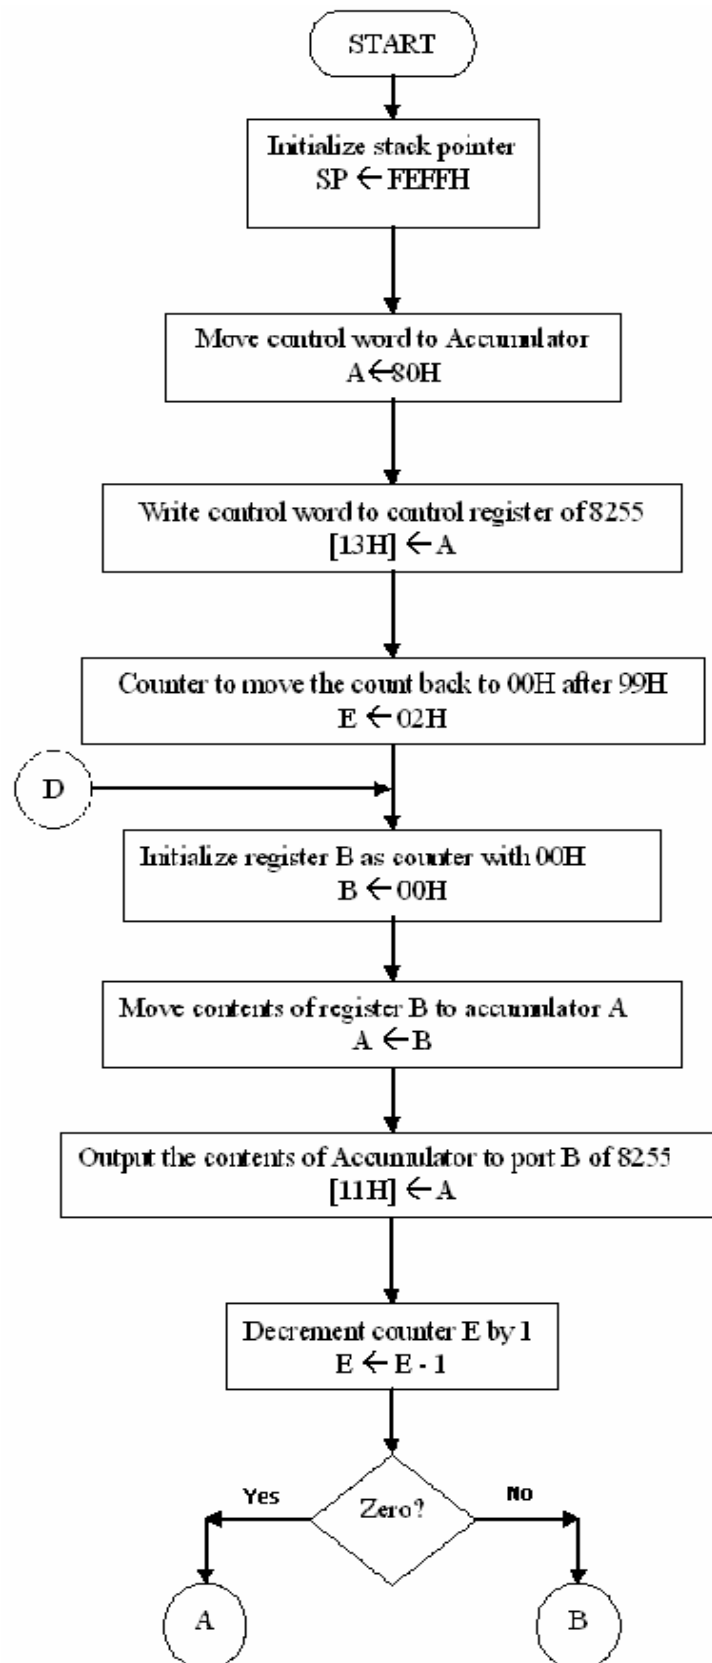 START
Initialize stack pointer
SP ← FEFFH
Move control word to Accumulator
A ← 80H
Write control word to control register of 8255
[13H] ← A
Counter to move the count back to 00H after 99H
E ← 02H
D
Initialize register B as counter with 00H
B ← 00H
Move contents of register B to accumulator A
A ← B
Output the contents of Accumulator to port B of 8255
[11H] ← A
Decrement counter E by 1
E ← E - 1
Yes
Zero?
No
A
B